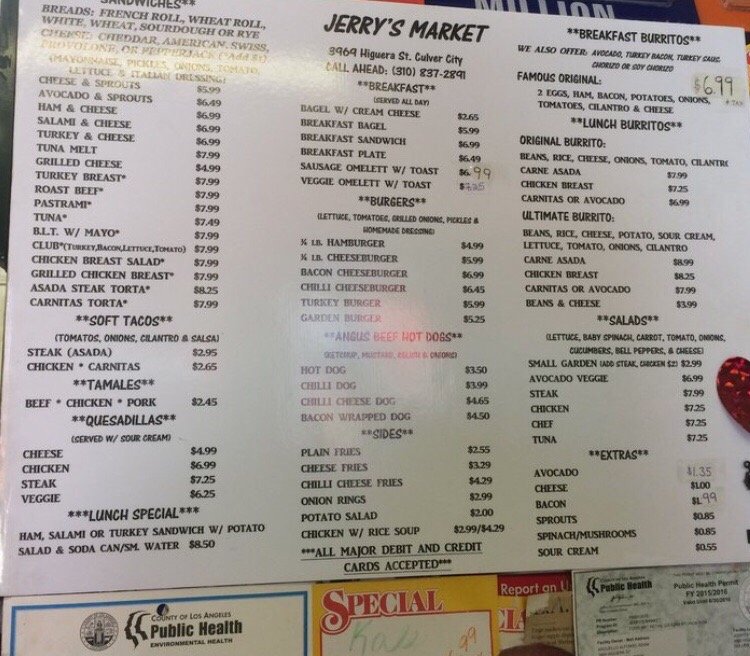 MILLION
SANDWICHES**
BREADS: FRENCH ROLL, WHEAT ROLL,
WHITE, WHEAT, SOURDOUGH OR RYE
CHEESE: CHEDDAR, AMERICAN, SWISS,
PROVOLONE, OR PEPPERJACK (*Add $1)
(MAYONNAISE, PICKLES, ONIONS, TOMATO,
LETTUCE & ITALIAN DRESSING)
CHEESE & SPROUTS $5.99
AVOCADO & SPROUTS $6.49
HAM & CHEESE $6.99
SALAMI & CHEESE $6.99
TURKEY & CHEESE $6.99
TUNA MELT $7.99
GRILLED CHEESE $4.99
TURKEY BREAST* $7.99
ROAST BEEF* $7.99
PASTRAMI* $7.99
TUNA* $7.49
B.L.T. W/ MAYO* $7.99
CLUB*(TURKEY,BACON,LETTUCE,TOMATO) $7.99
CHICKEN BREAST SALAD* $7.99
GRILLED CHICKEN BREAST* $7.99
ASADA STEAK TORTA* $8.25
CARNITAS TORTA* $7.99
**SOFT TACOS**
(TOMATOS, ONIONS, CILANTRO & SALSA)
STEAK (ASADA) $2.95
CHICKEN * CARNITAS $2.65
**TAMALES**
BEEF * CHICKEN * PORK $2.45
**QUESADILLAS**
(SERVED W/ SOUR CREAM)
CHEESE $4.99
CHICKEN $6.99
STEAK $7.25
VEGGIE $6.25
***LUNCH SPECIAL***
HAM, SALAMI OR TURKEY SANDWICH W/ POTATO
SALAD & SODA CAN/SM. WATER $8.50
JERRY'S MARKET
3969 Higuera St. Culver City
CALL AHEAD: (310) 837-2891
**BREAKFAST**
(SERVED ALL DAY)
BAGEL W/ CREAM CHEESE $2.65
BREAKFAST BAGEL $5.99
BREAKFAST SANDWICH $6.99
BREAKFAST PLATE $6.49
SAUSAGE OMELETT W/ TOAST $6.99
VEGGIE OMELETT W/ TOAST $7.25
**BURGERS**
(LETTUCE, TOMATOES, GRILLED ONIONS, PICKLES &
HOMEMADE DRESSING)
¼ LB. HAMBURGER $4.99
¼ LB. CHEESEBURGER $5.99
BACON CHEESEBURGER $6.99
CHILLI CHEESEBURGER $6.45
TURKEY BURGER $5.99
GARDEN BURGER $5.25
**ANGUS BEEF HOT DOGS**
(KETCHUP, MUSTARD, RELISH & ONIONS)
HOT DOG $3.50
CHILLI DOG $3.99
CHILLI CHEESE DOG $4.65
BACON WRAPPED DOG $4.50
**SIDES**
PLAIN FRIES $2.55
CHEESE FRIES $3.29
CHILLI CHEESE FRIES $4.29
ONION RINGS $2.99
POTATO SALAD $2.00
CHICKEN W/ RICE SOUP $2.99/$4.29
***ALL MAJOR DEBIT AND CREDIT
CARDS ACCEPTED***
**BREAKFAST BURRITOS**
WE ALSO OFFER: AVOCADO, TURKEY BACON, TURKEY SAUS.
CHORIZO OR SOY CHORIZO
FAMOUS ORIGINAL: $6.99
2 EGGS, HAM, BACON, POTATOES, ONIONS,
TOMATOES, CILANTRO & CHEESE
**LUNCH BURRITOS**
ORIGINAL BURRITO:
BEANS, RICE, CHEESE, ONIONS, TOMATO, CILANTRO
CARNE ASADA $7.99
CHICKEN BREAST $7.25
CARNITAS OR AVOCADO $6.99
ULTIMATE BURRITO:
BEANS, RICE, CHEESE, POTATO, SOUR CREAM,
LETTUCE, TOMATO, ONIONS, CILANTRO
CARNE ASADA $8.99
CHICKEN BREAST $8.25
CARNITAS OR AVOCADO $7.99
BEANS & CHEESE $3.99
**SALADS**
(LETTUCE, BABY SPINACH, CARROT, TOMATO, ONIONS,
CUCUMBERS, BELL PEPPERS, & CHEESE)
SMALL GARDEN (ADD STEAK, CHICKEN $2) $2.99
AVOCADO VEGGIE $6.99
STEAK $7.99
CHICKEN $7.25
CHEF $7.25
TUNA $7.25
**EXTRAS**
AVOCADO $1.35
CHEESE $1.00
BACON $1.99
SPROUTS $0.85
SPINACH/MUSHROOMS $0.85
SOUR CREAM $0.55
COUNTY OF LOS ANGELES
Public Health
ENVIRONMENTAL HEALTH
SPECIAL
Report an
Public Health
Public Health Permit
FY 2015/2016